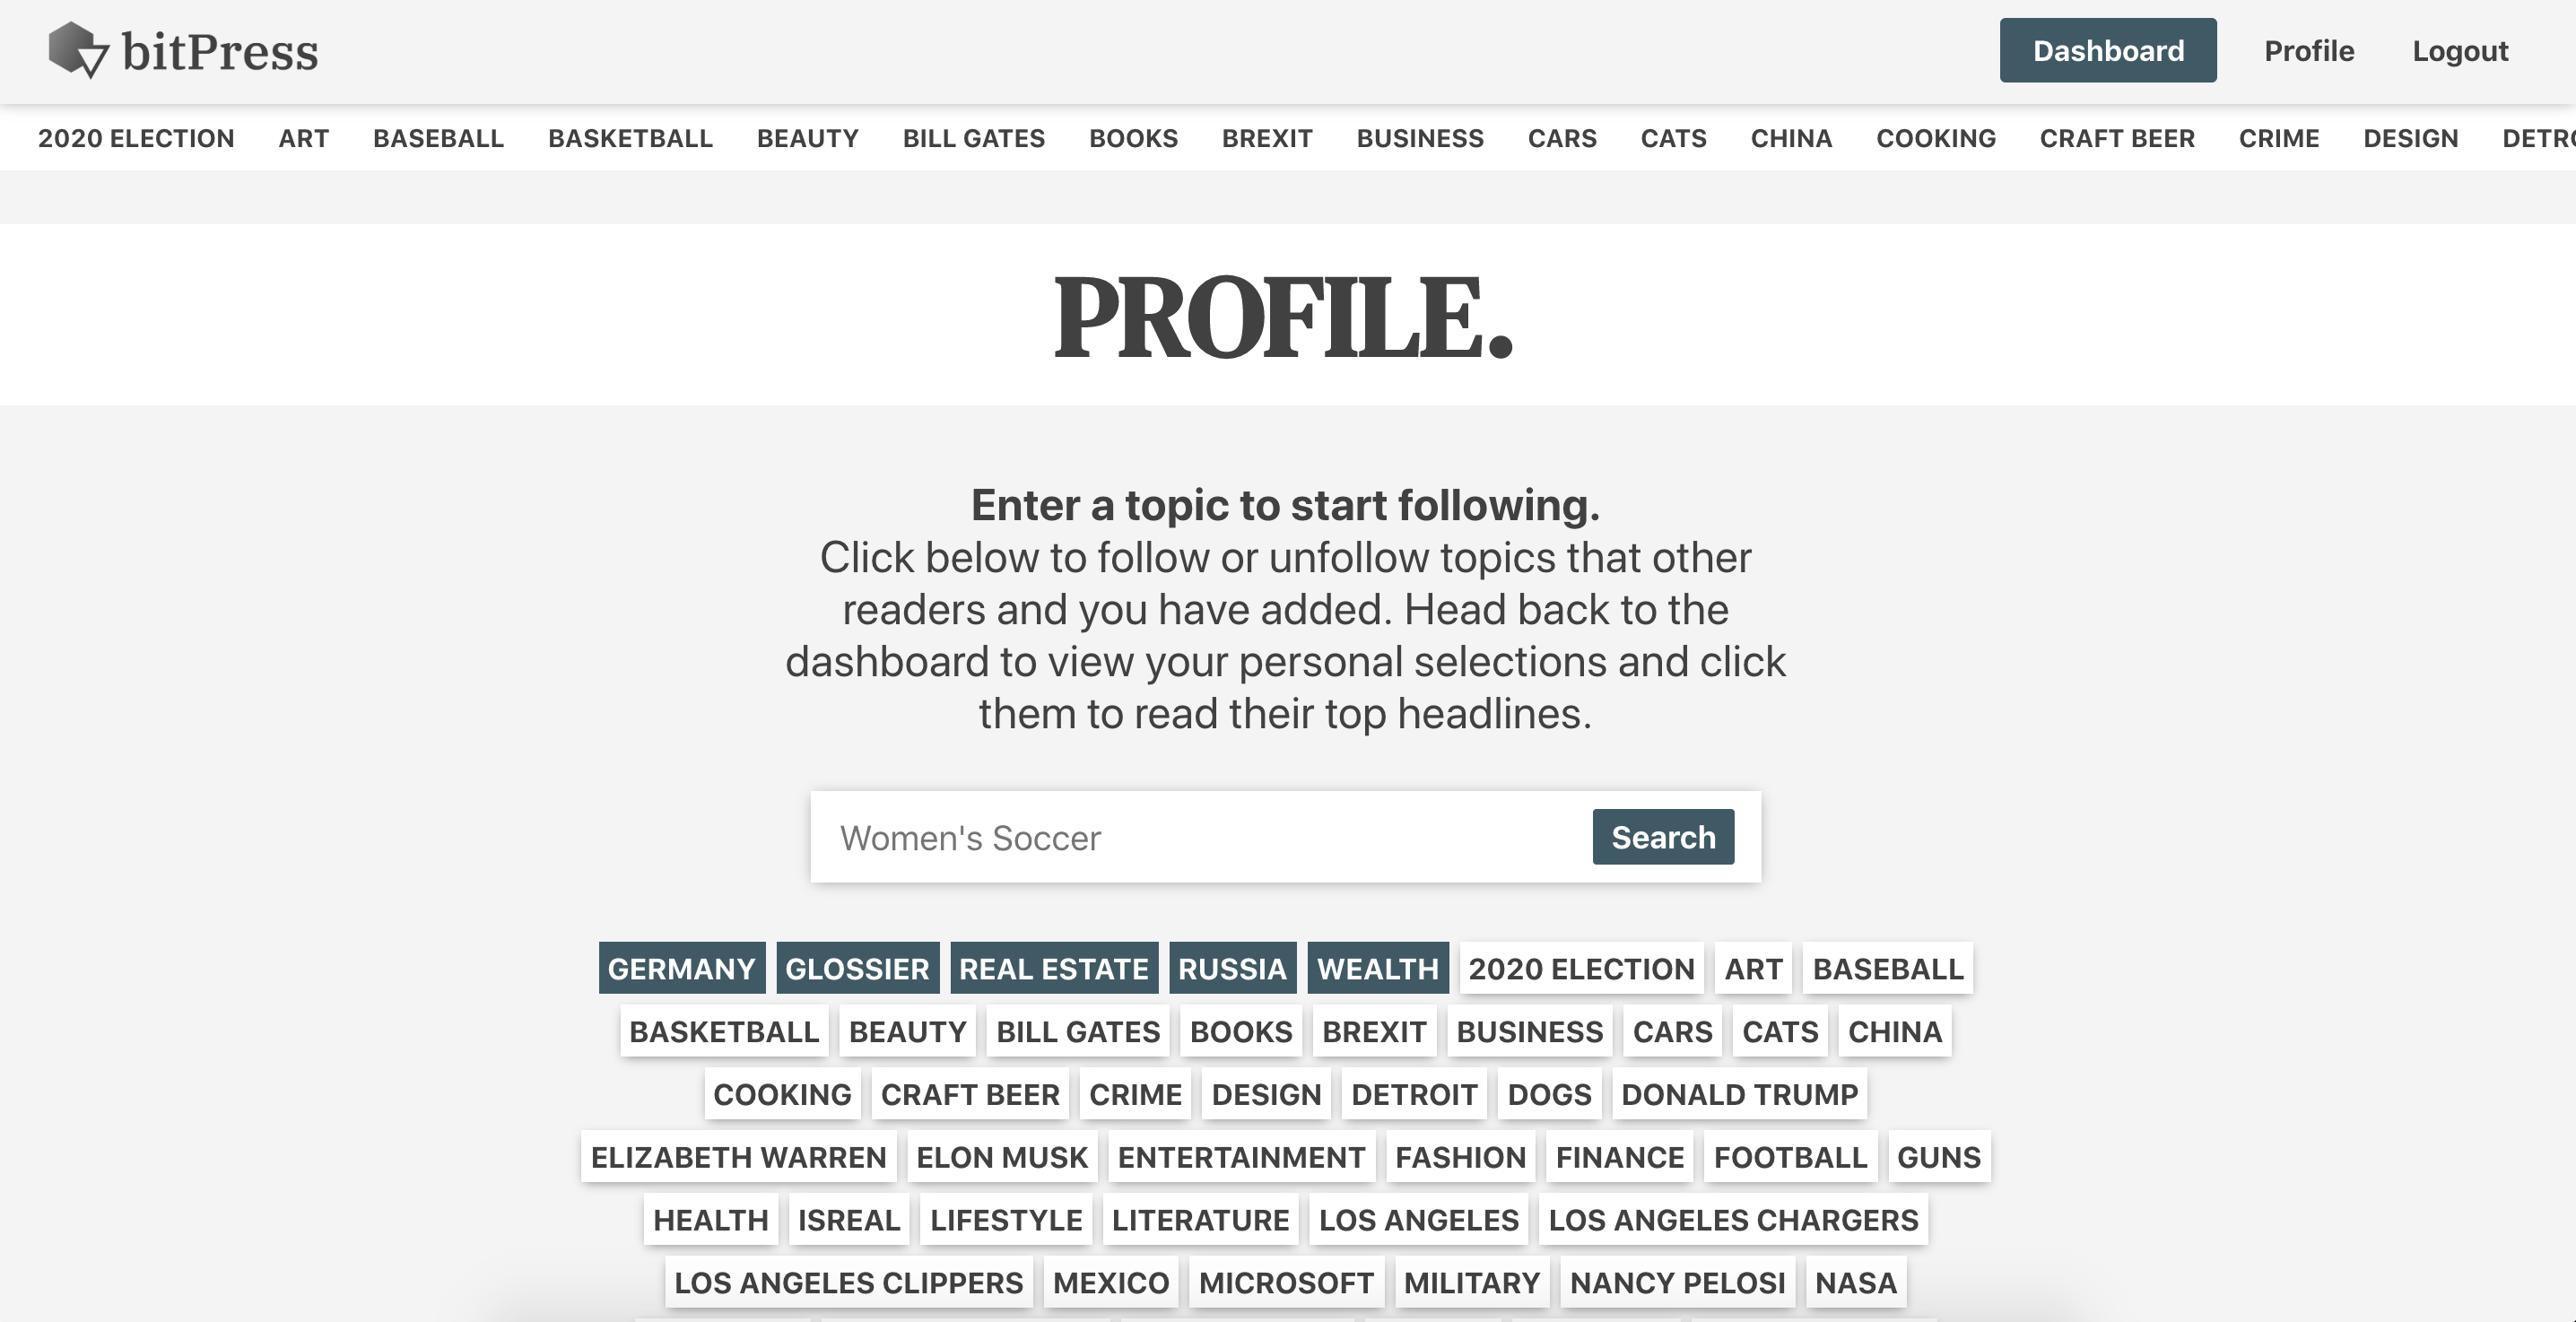 bitPress
Dashboard Profile Logout
2020 ELECTION ART BASEBALL BASKETBALL BEAUTY BILL GATES BOOKS BREXIT BUSINESS CARS CATS CHINA COOKING CRAFT BEER CRIME DESIGN DETRO
PROFILE.
Enter a topic to start following.
Click below to follow or unfollow topics that other
readers and you have added. Head back to the
dashboard to view your personal selections and click
them to read their top headlines.
Women's Soccer Search
GERMANY GLOSSIER REAL ESTATE RUSSIA WEALTH 2020 ELECTION ART BASEBALL
BASKETBALL BEAUTY BILL GATES BOOKS BREXIT BUSINESS CARS CATS CHINA
COOKING CRAFT BEER CRIME DESIGN DETROIT DOGS DONALD TRUMP
ELIZABETH WARREN ELON MUSK ENTERTAINMENT FASHION FINANCE FOOTBALL GUNS
HEALTH ISREAL LIFESTYLE LITERATURE LOS ANGELES LOS ANGELES CHARGERS
LOS ANGELES CLIPPERS MEXICO MICROSOFT MILITARY NANCY PELOSI NASA